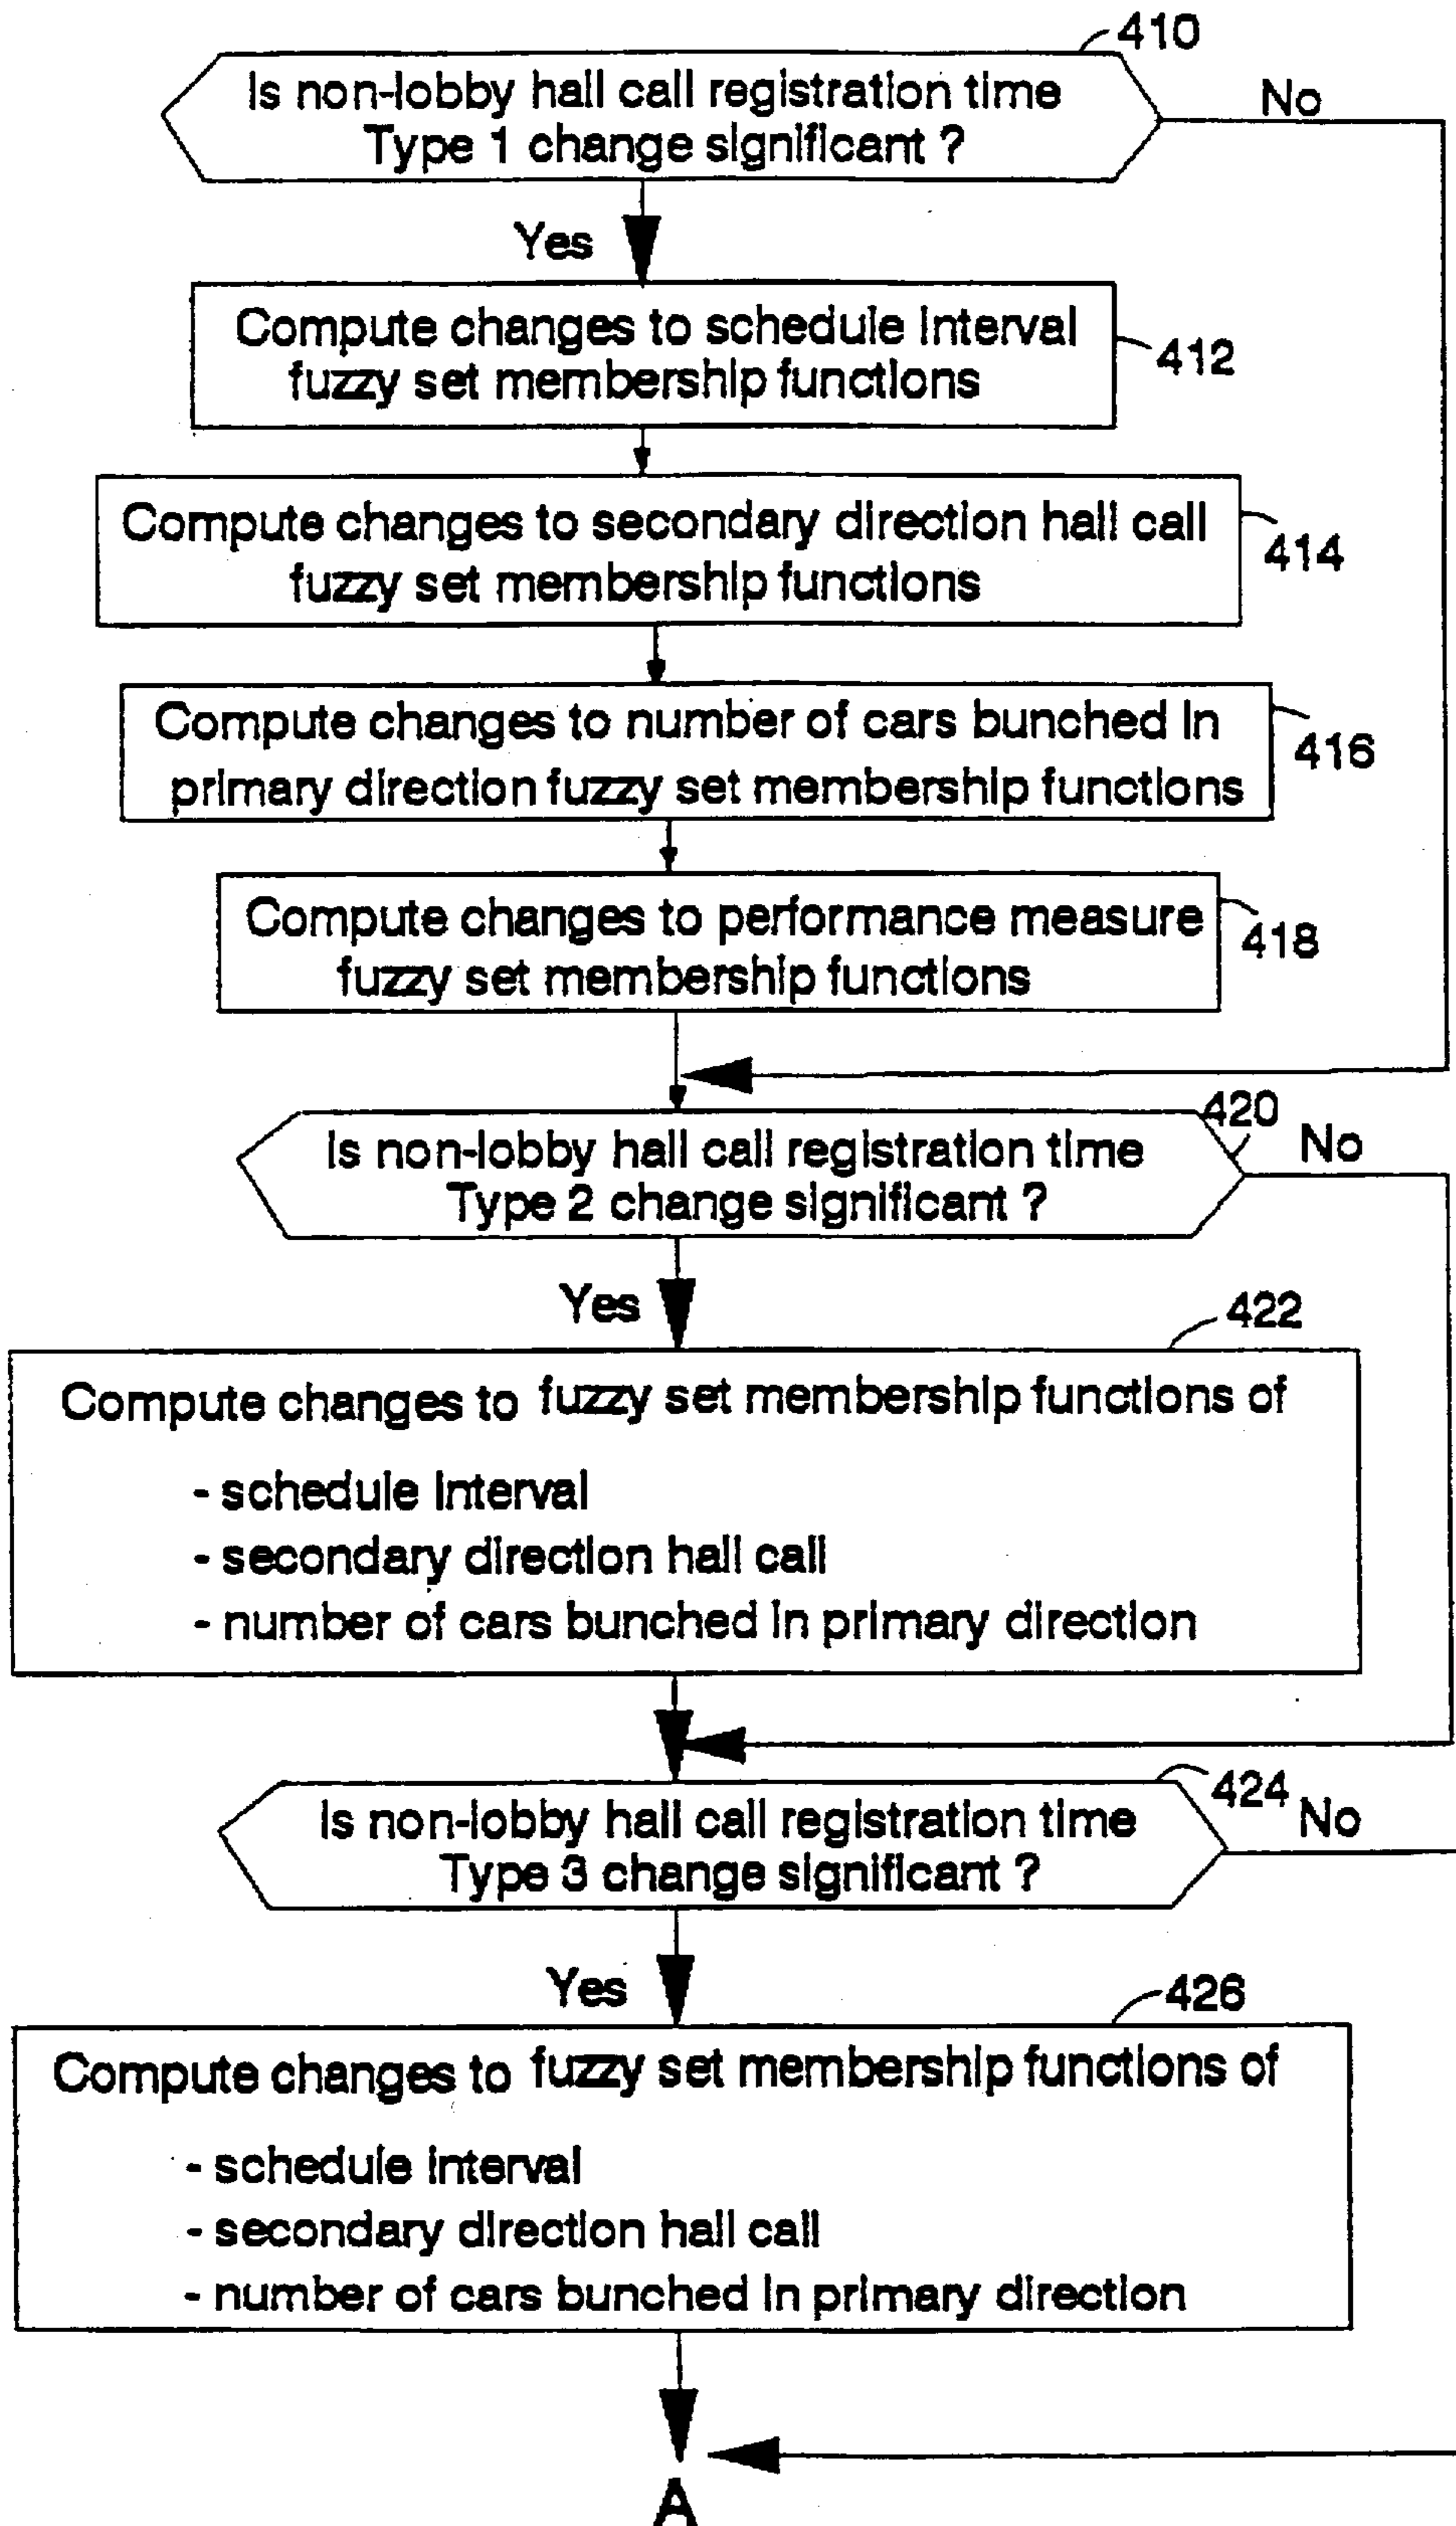 410
Is non-lobby hall call registration time
Type 1 change significant ?
No
Yes
Compute changes to schedule interval
fuzzy set membership functions
412
Compute changes to secondary direction hall call
fuzzy set membership functions
414
Compute changes to number of cars bunched in
primary direction fuzzy set membership functions
416
Compute changes to performance measure
fuzzy set membership functions
418
420
Is non-lobby hall call registration time
Type 2 change significant ?
No
Yes
422
Compute changes to fuzzy set membership functions of
- schedule interval
- secondary direction hall call
- number of cars bunched in primary direction
424
Is non-lobby hall call registration time
Type 3 change significant ?
No
Yes
426
Compute changes to fuzzy set membership functions of
- schedule interval
- secondary direction hall call
- number of cars bunched in primary direction
A